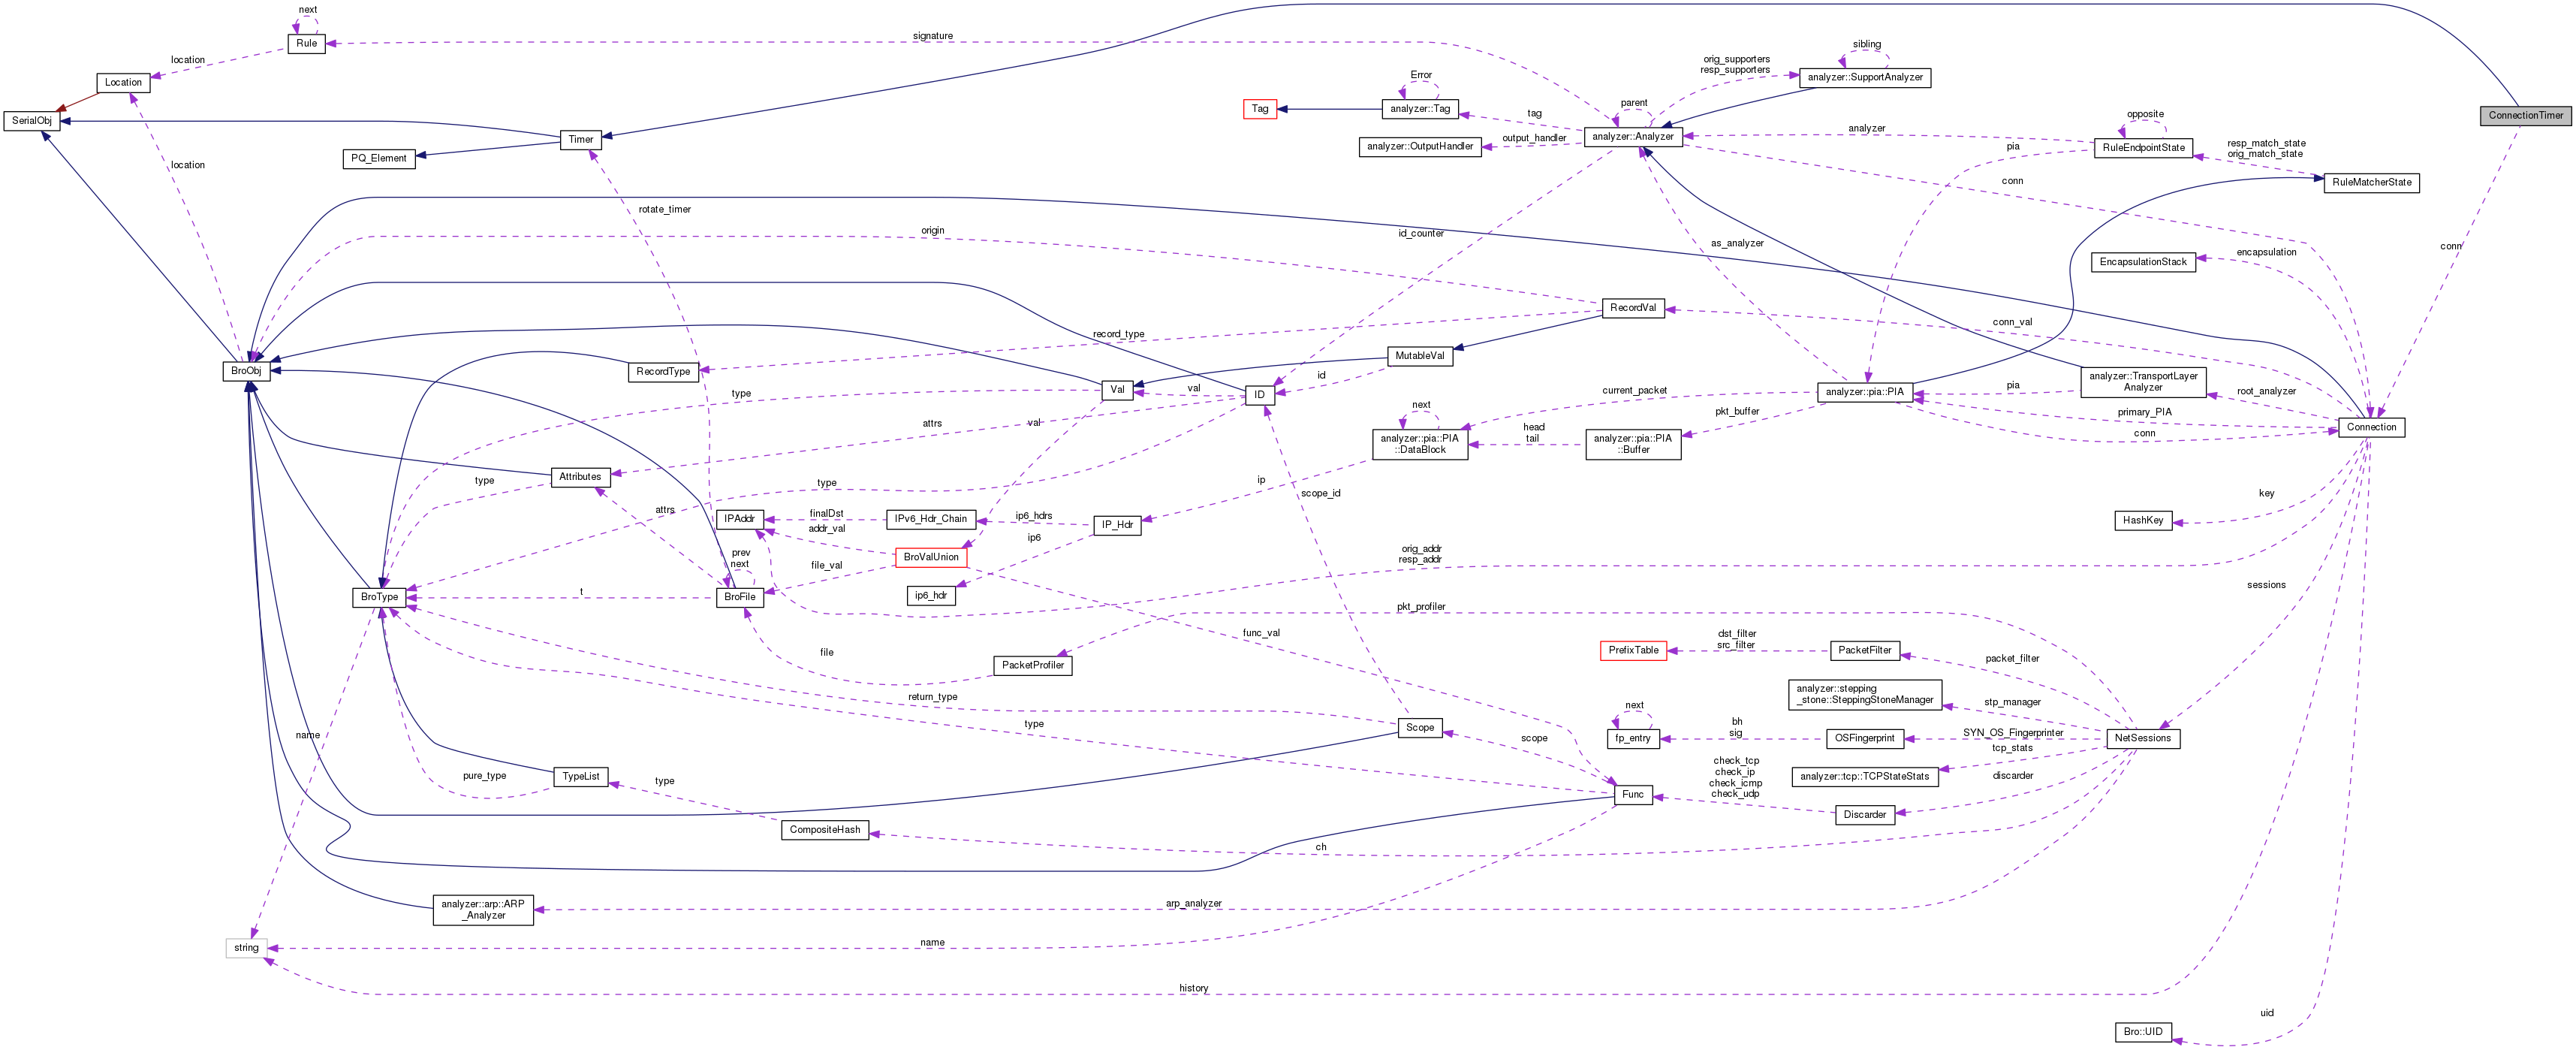 next
Rule
signature
location
Location
SerialObj
Timer
PQ_Element
location
rotate_timer
origin
Error
Tag
analyzer::Tag
tag
analyzer::OutputHandler
output_handler
orig_supporters
resp_supporters
sibling
analyzer::SupportAnalyzer
parent
analyzer::Analyzer
analyzer
opposite
RuleEndpointState
pia
resp_match_state
orig_match_state
RuleMatcherState
ConnectionTimer
conn
conn
id_counter
as_analyzer
EncapsulationStack
encapsulation
RecordVal
conn_val
record_type
MutableVal
BroObj
RecordType
type
Val
val
ID
id
attrs
val
current_packet
analyzer::pia::PIA
pia
analyzer::TransportLayer
Analyzer
root_analyzer
primary_PIA
conn
Connection
next
analyzer::pia::PIA
::DataBlock
head
tail
pkt_buffer
analyzer::pia::PIA
::Buffer
Attributes
type
type
attrs
ip
scope_id
IPAddr
finalDst
addr_val
IPv6_Hdr_Chain
ip6_hdrs
IP_Hdr
ip6
BroValUnion
file_val
ip6_hdr
prev
next
BroFile
t
BroType
key
HashKey
orig_addr
resp_addr
sessions
pkt_profiler
func_val
file
PacketProfiler
dst_filter
src_filter
PrefixTable
PacketFilter
packet_filter
analyzer::stepping
_stone::SteppingStoneManager
stp_manager
return_type
type
Scope
scope
next
fp_entry
bh
sig
OSFingerprint
SYN_OS_Fingerprinter
NetSessions
tcp_stats
analyzer::tcp::TCPStateStats
discarder
name
pure_type
TypeList
type
CompositeHash
check_tcp
check_ip
check_icmp
check_udp
Func
Discarder
ch
analyzer::arp::ARP
_Analyzer
arp_analyzer
string
name
history
uid
Bro::UID